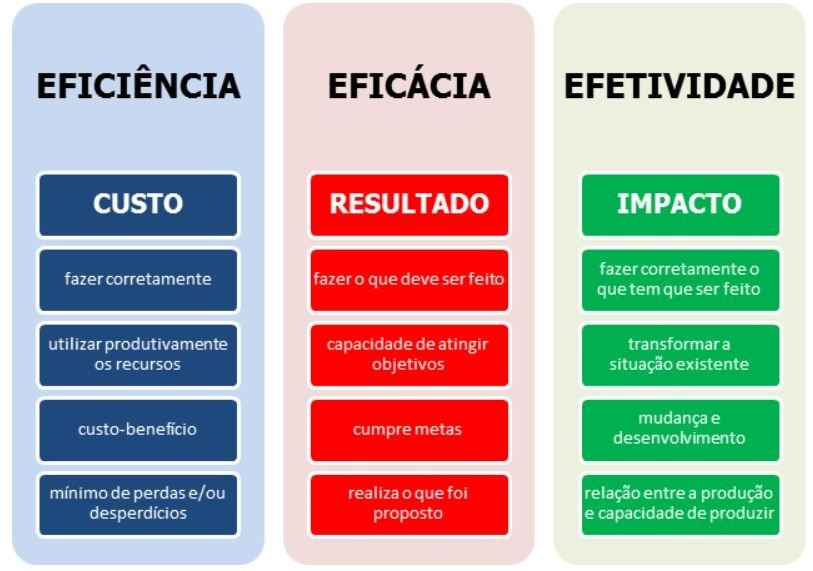 EFICIÊNCIA
CUSTO
fazer corretamente
utilizar produtivamente
os recursos
custo-benefício
mínimo de perdas e/ou
desperdícios
EFICÁCIA
RESULTADO
fazer o que deve ser feito
capacidade de atingir
objetivos
cumpre metas
realiza o que foi
proposto
EFETIVIDADE
IMPACTO
fazer corretamente o
que tem que ser feito
transformar a
situação existente
mudança e
desenvolvimento
relação entre a produção
e capacidade de produzir